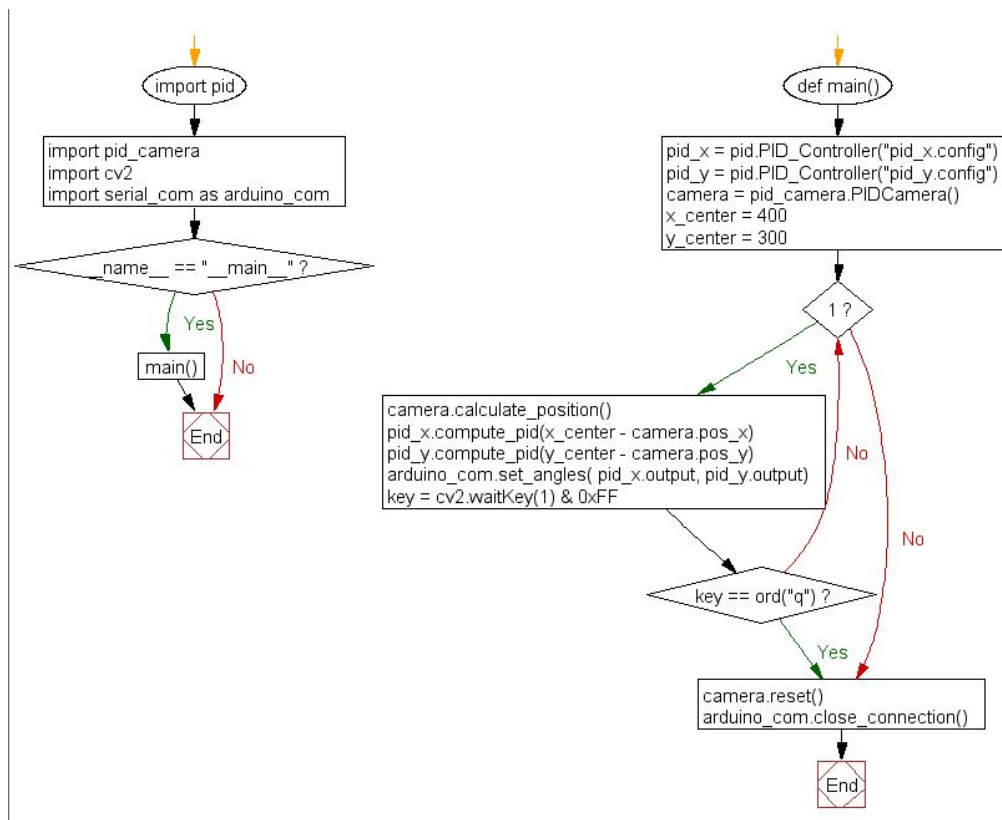 import pid
import pid_camera
import cv2
import serial_com as arduino_com
__name__ == "__main__" ?
Yes
No
main()
End
def main()
pid_x = pid.PID_Controller("pid_x.config")
pid_y = pid.PID_Controller("pid_y.config")
camera = pid_camera.PIDCamera()
x_center = 400
y_center = 300
1 ?
Yes
camera.calculate_position()
pid_x.compute_pid(x_center - camera.pos_x)
pid_y.compute_pid(y_center - camera.pos_y)
arduino_com.set_angles( pid_x.output, pid_y.output)
key = cv2.waitKey(1) & 0xFF
No
No
key == ord("q") ?
Yes
camera.reset()
arduino_com.close_connection()
End